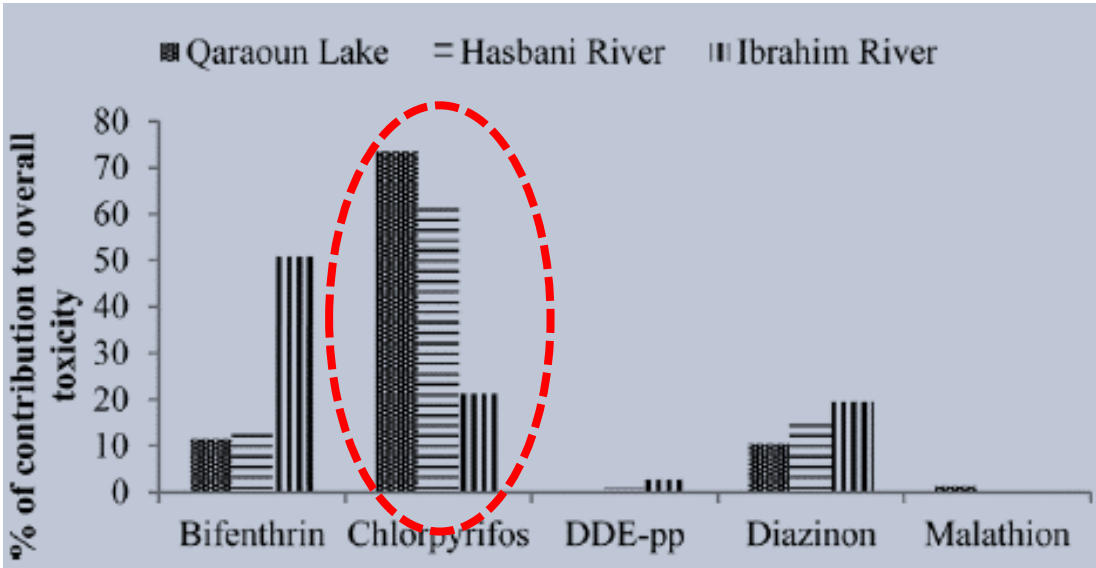 Qaraoun Lake Hasbani River Ibrahim River
% of contribution to overall
toxicity
80
70
60
50
40
30
20
10
0
Bifenthrin Chlorpyrifos DDE-pp Diazinon Malathion